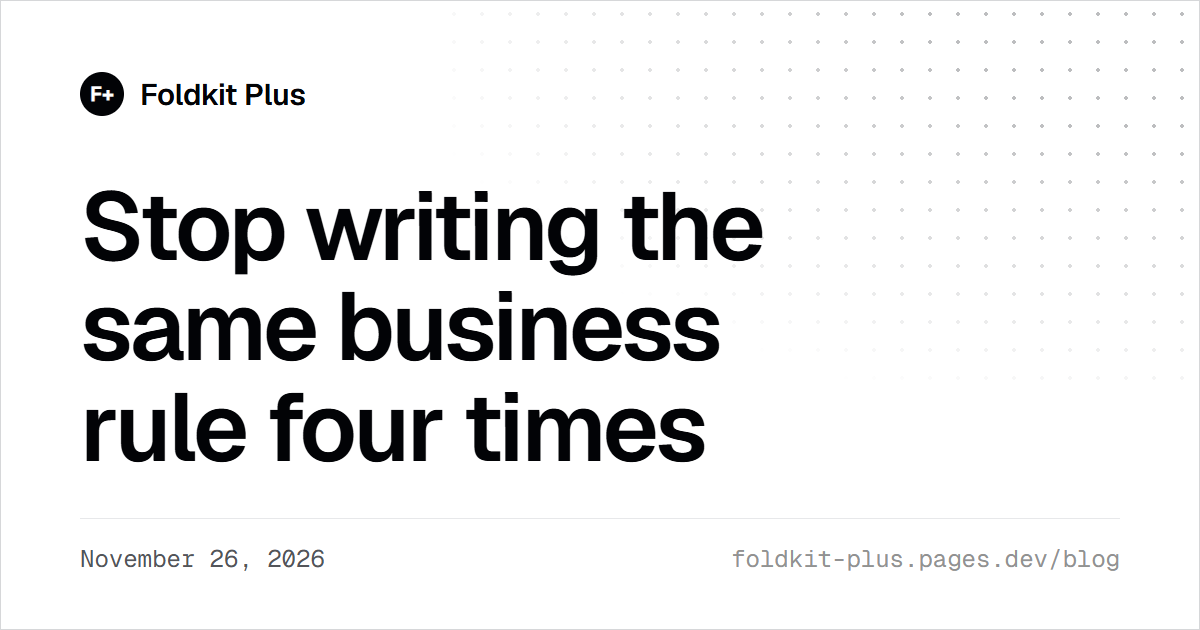 F+ Foldkit Plus
Stop writing the
same business
rule four times
November 26, 2026
foldkit-plus.pages.dev/blog